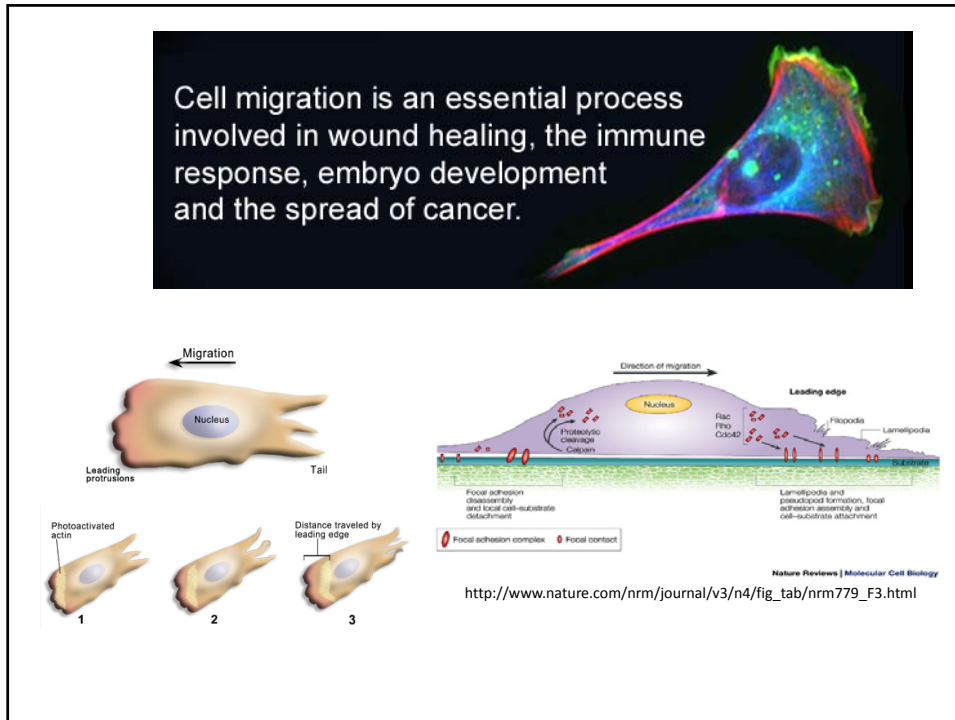 Cell migration is an essential process
involved in wound healing, the immune
response, embryo development
and the spread of cancer.
Migration
Nucleus
Leading
protrusions
Tail
Photoactivated
actin
Distance traveled by
leading edge
1
2
3
Direction of migration
Leading edge
Nucleus
Rac
Rho
Cdc42
Filopodia
Lamellipodia
Proteolytic
cleavage
Calpain
Substrate
Focal adhesion
disassembly
and local cell–substrate
detachment
Lamellipodia and
pseudopod formation, focal
adhesion assembly and
cell–substrate attachment
Focal adhesion complex
Focal contact
Nature Reviews | Molecular Cell Biology
http://www.nature.com/nrm/journal/v3/n4/fig_tab/nrm779_F3.html